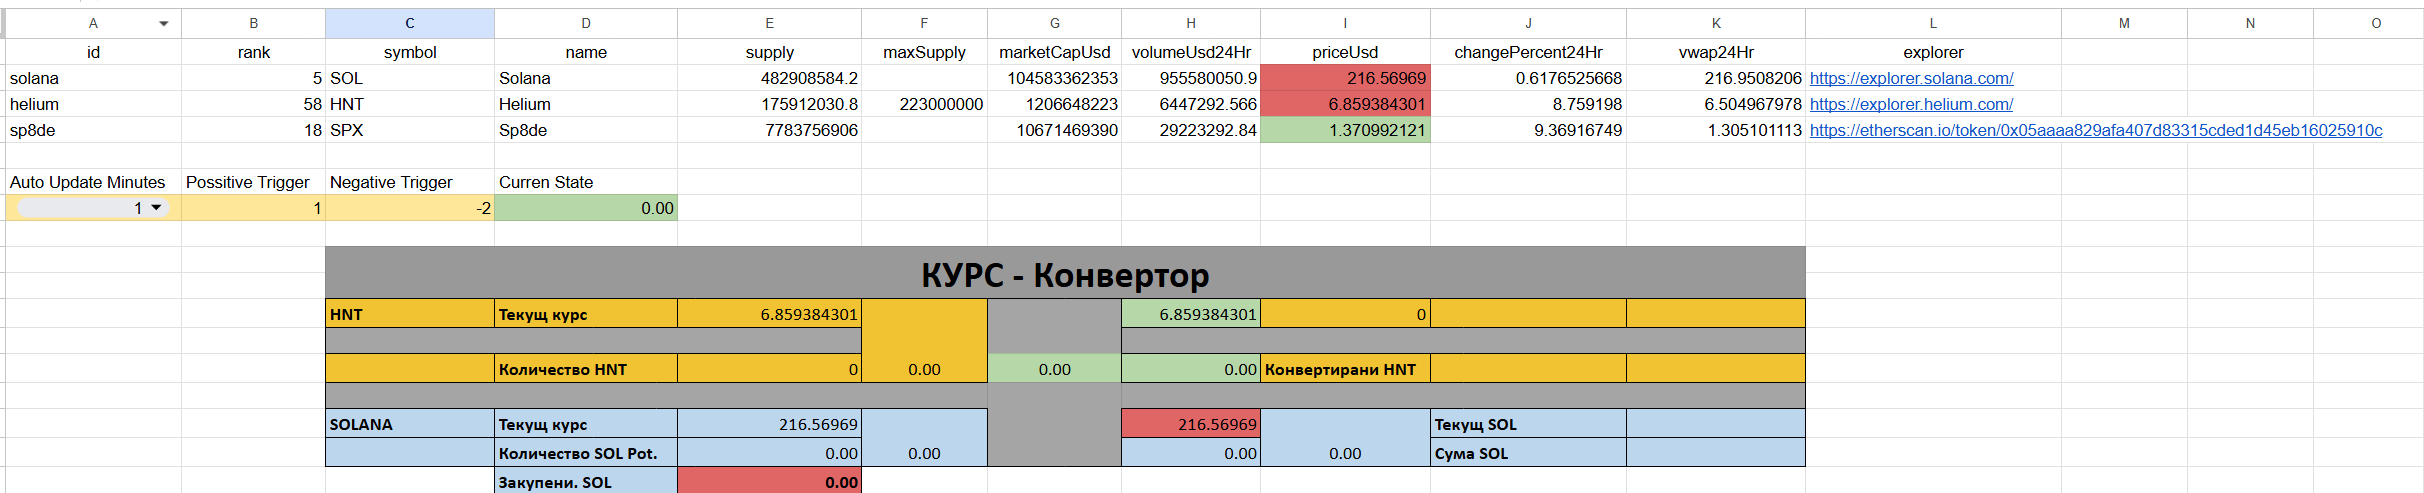 A B C D E F G H I J K L M N O
id rank symbol name supply maxSupply marketCapUsd volumeUsd24Hr priceUsd changePercent24Hr vwap24Hr explorer
solana 5 SOL Solana 482908584.2 104583362353 955580050.9 216.56969 0.6176525668 216.9508206 https://explorer.solana.com/
helium 58 HNT Helium 175912030.8 223000000 1206648223 6447292.566 6.859384301 8.759198 6.504967978 https://explorer.helium.com/
sp8de 18 SPX Sp8de 7783756906 10671469390 29223292.84 1.370992121 9.36916749 1.305101113 https://etherscan.io/token/0x05aaaa829afa407d83315cded1d45eb16025910c
Auto Update Minutes Possitive Trigger Negative Trigger Curren State
1 1 -2 0.00
КУРС - Конвертор
HNT Текущ курс 6.859384301 6.859384301 0
Количество HNT 0 0.00 0.00 0.00 Конвертирани HNT
SOLANA Текущ курс 216.56969 216.56969 Текущ SOL
Количество SOL Pot. 0.00 0.00 0.00 0.00 Сума SOL
Закупени. SOL 0.00